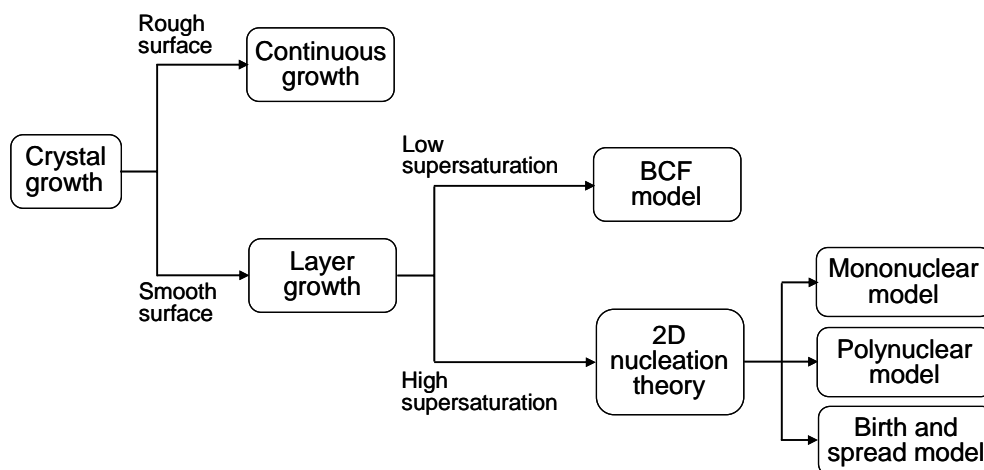 Rough
surface
Continuous
growth
Crystal
growth
Low
supersaturation
BCF
model
Layer
growth
Smooth
surface
Mononuclear
model
2D
nucleation
theory
Polynuclear
model
High
supersaturation
Birth and
spread model